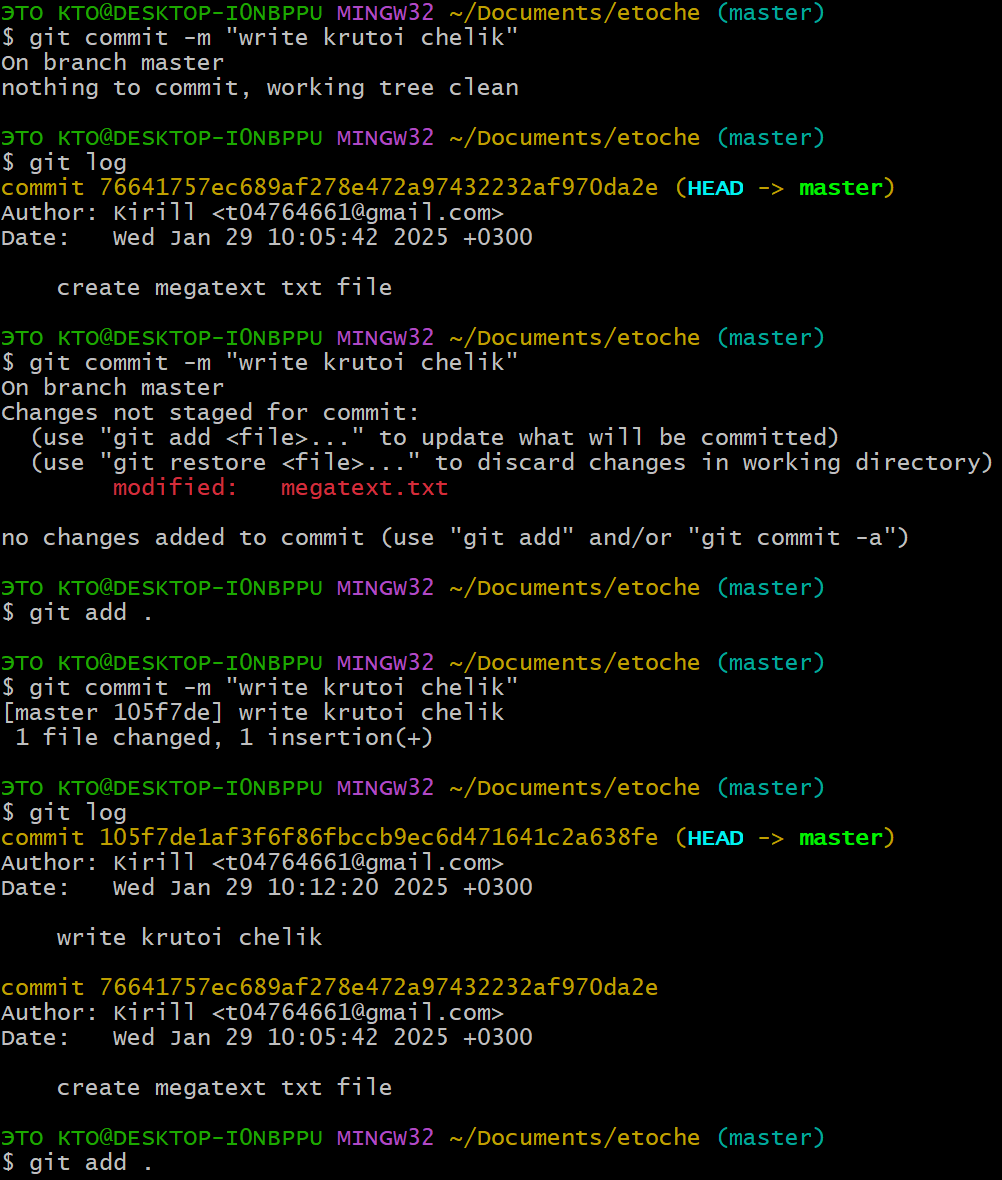 ЭТО КТО@DESKTOP-I0NBPPU MINGW32 ~/Documents/etoche (master)
$ git commit -m "write krutoi chelik"
On branch master
nothing to commit, working tree clean
ЭТО КТО@DESKTOP-I0NBPPU MINGW32 ~/Documents/etoche (master)
$ git log
commit 76641757ec689af278e472a97432232af970da2e (HEAD -> master)
Author: Kirill <t04764661@gmail.com>
Date:   Wed Jan 29 10:05:42 2025 +0300
    create megatext txt file
ЭТО КТО@DESKTOP-I0NBPPU MINGW32 ~/Documents/etoche (master)
$ git commit -m "write krutoi chelik"
On branch master
Changes not staged for commit:
  (use "git add <file>..." to update what will be committed)
  (use "git restore <file>..." to discard changes in working directory)
        modified:   megatext.txt
no changes added to commit (use "git add" and/or "git commit -a")
ЭТО КТО@DESKTOP-I0NBPPU MINGW32 ~/Documents/etoche (master)
$ git add .
ЭТО КТО@DESKTOP-I0NBPPU MINGW32 ~/Documents/etoche (master)
$ git commit -m "write krutoi chelik"
[master 105f7de] write krutoi chelik
 1 file changed, 1 insertion(+)
ЭТО КТО@DESKTOP-I0NBPPU MINGW32 ~/Documents/etoche (master)
$ git log
commit 105f7de1af3f6f86fbccb9ec6d471641c2a638fe (HEAD -> master)
Author: Kirill <t04764661@gmail.com>
Date:   Wed Jan 29 10:12:20 2025 +0300
    write krutoi chelik
commit 76641757ec689af278e472a97432232af970da2e
Author: Kirill <t04764661@gmail.com>
Date:   Wed Jan 29 10:05:42 2025 +0300
    create megatext txt file
ЭТО КТО@DESKTOP-I0NBPPU MINGW32 ~/Documents/etoche (master)
$ git add .